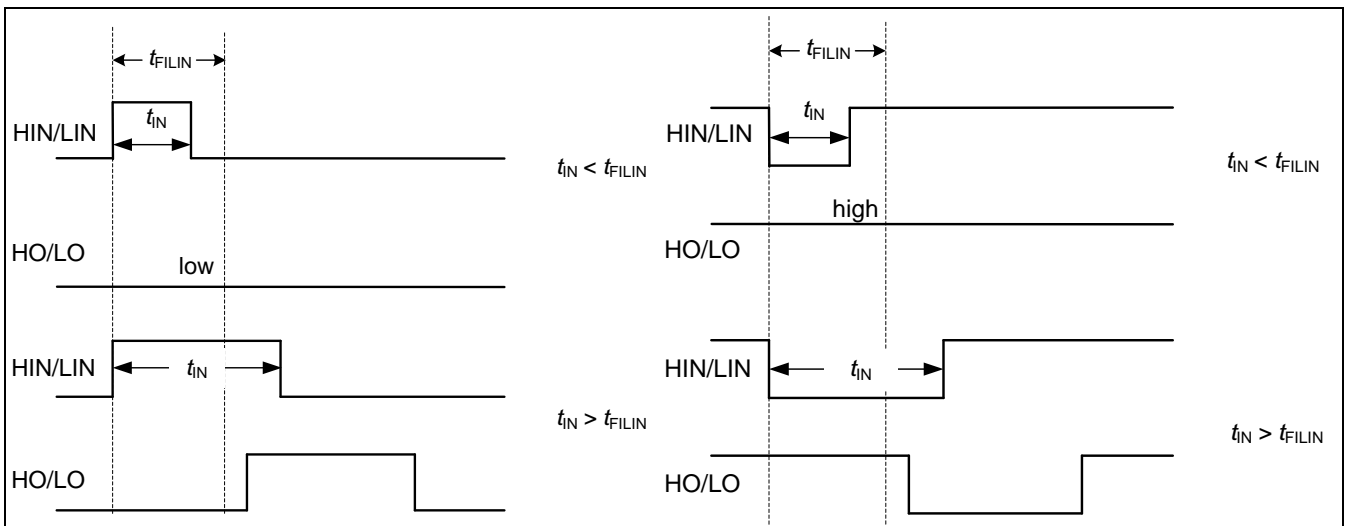 tFILIN
HIN/LIN
tIN
tIN < tFILIN
HO/LO
low
HIN/LIN
tIN
tIN > tFILIN
HO/LO
tFILIN
HIN/LIN
tIN
tIN < tFILIN
high
HO/LO
HIN/LIN
tIN
tIN > tFILIN
HO/LO